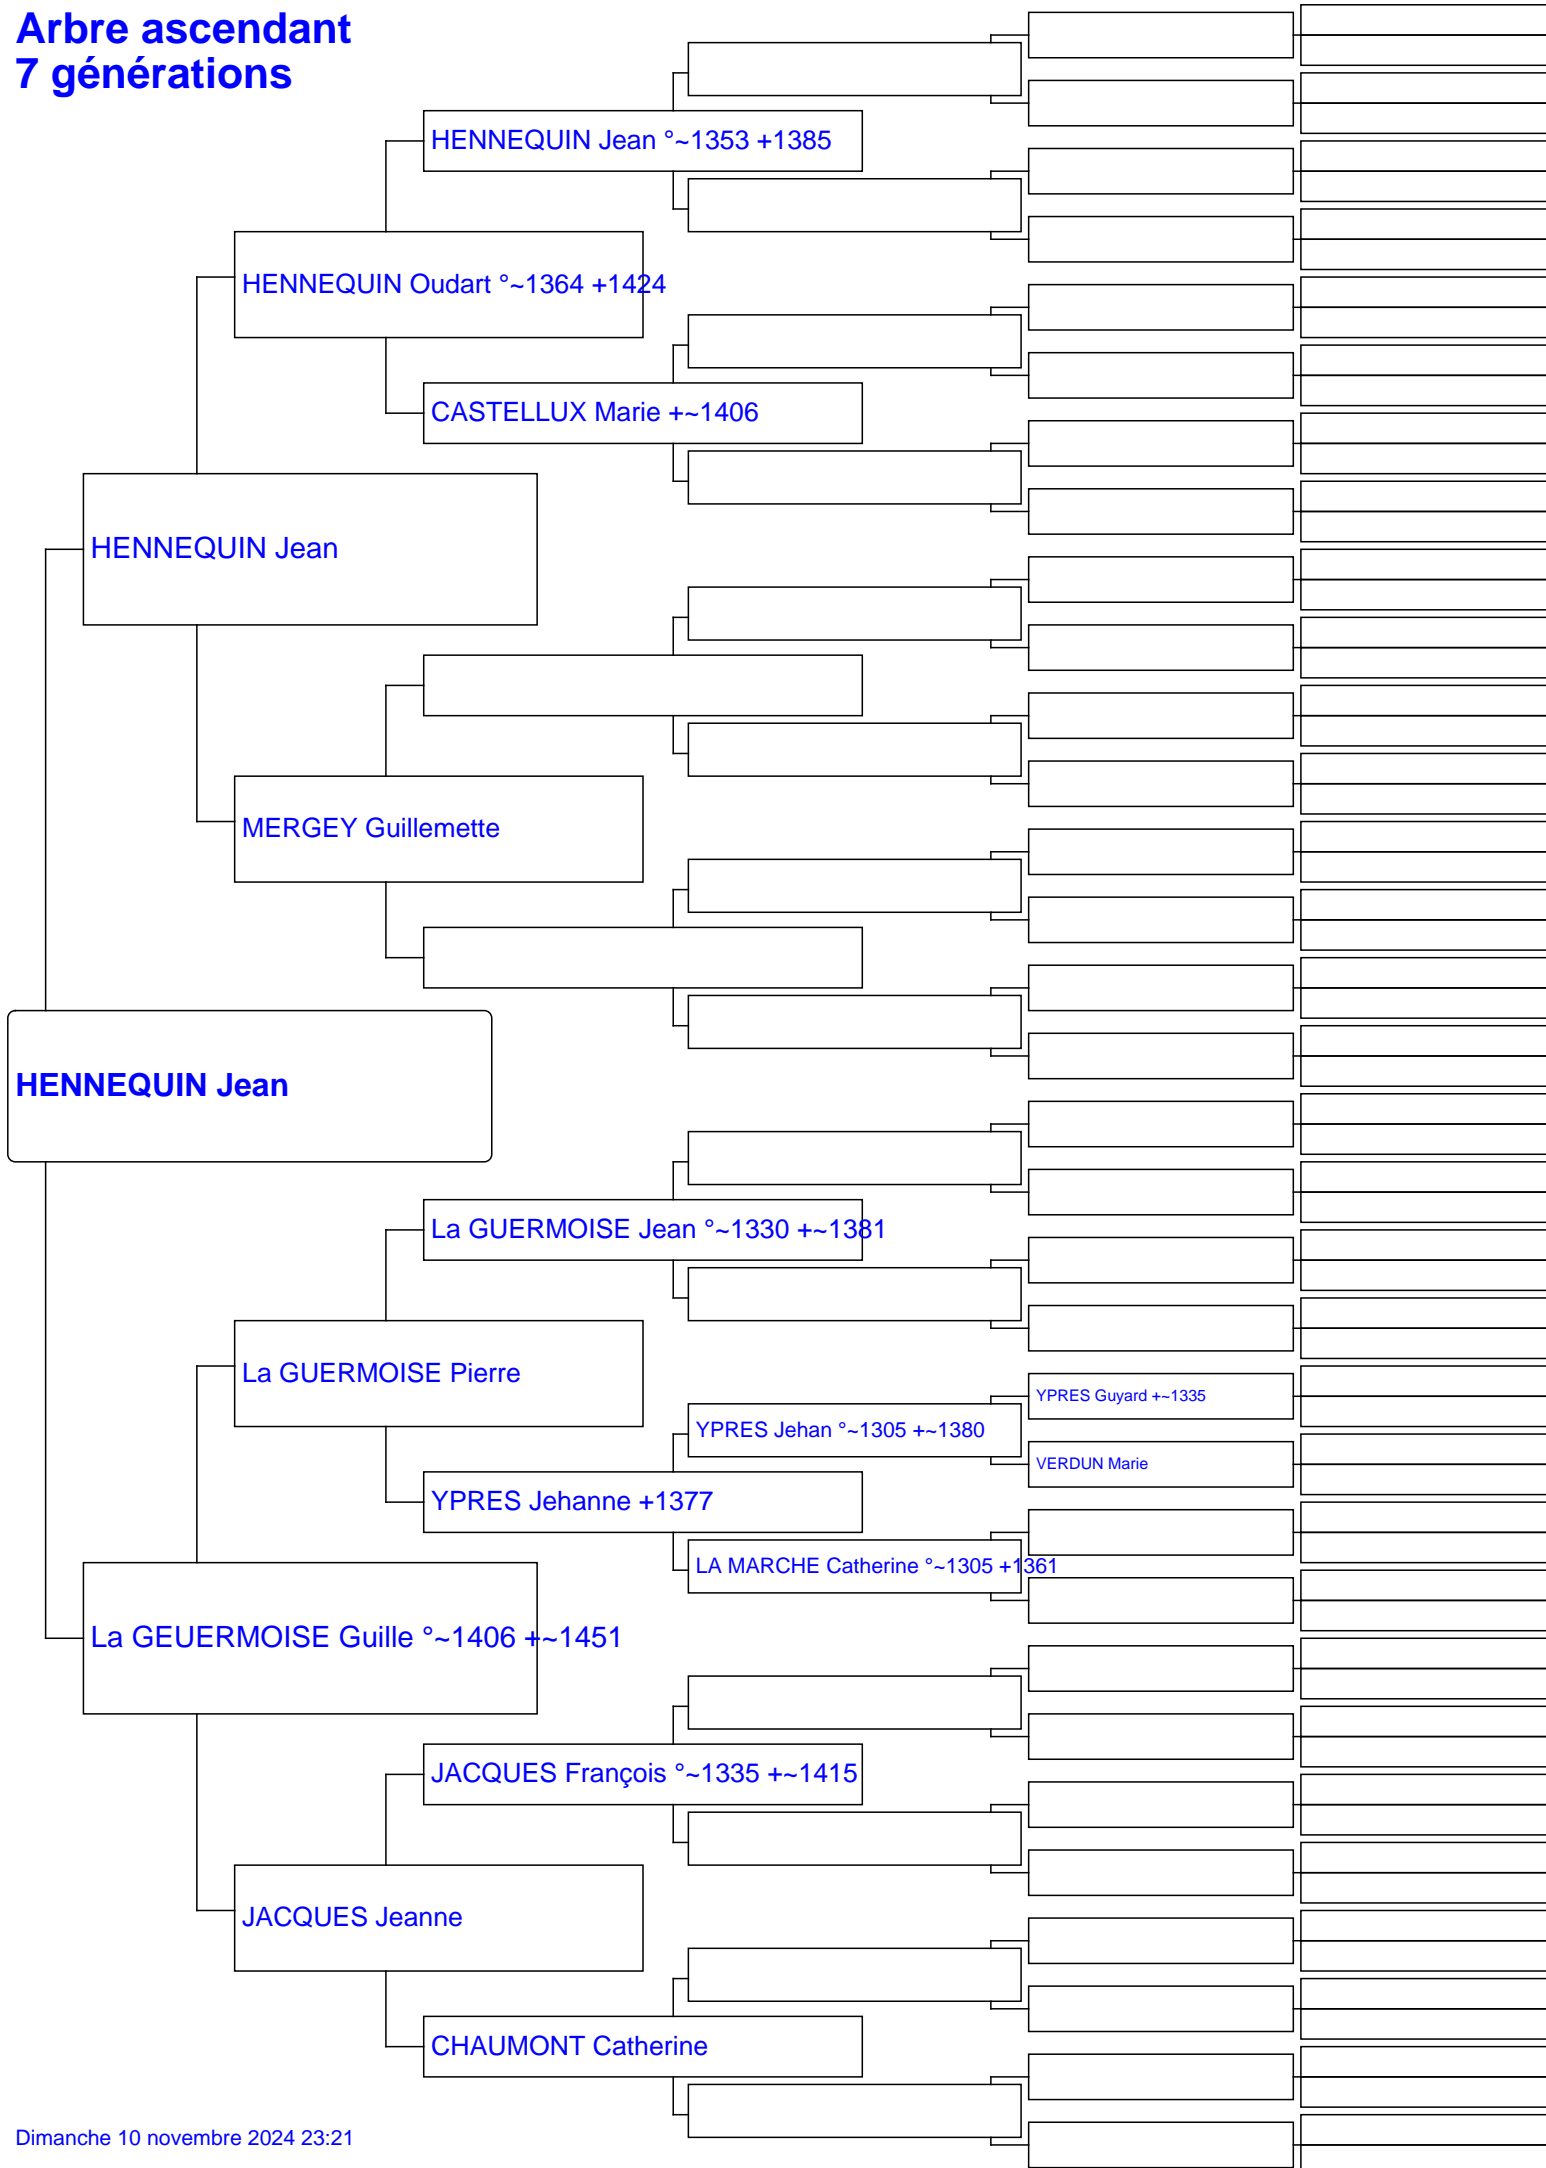 Arbre ascendant
7 générations
HENNEQUIN Jean °~1353 +1385
HENNEQUIN Oudart °~1364 +1424
CASTELLUX Marie +~1406
HENNEQUIN Jean
MERGEY Guillemette
HENNEQUIN Jean
La GUERMOISE Jean °~1330 +~1381
La GUERMOISE Pierre
YPRES Guyard +~1335
YPRES Jehan °~1305 +~1380
VERDUN Marie
YPRES Jehanne +1377
LA MARCHE Catherine °~1305 +1361
La GEUERMOISE Guille °~1406 +~1451
JACQUES François °~1335 +~1415
JACQUES Jeanne
CHAUMONT Catherine
Dimanche 10 novembre 2024 23:21